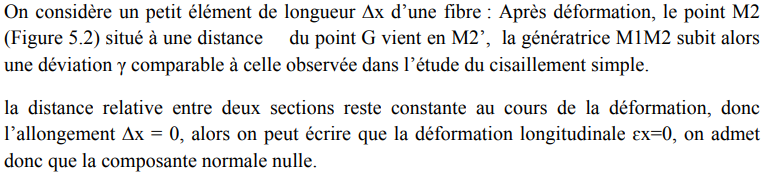 On considère un petit élément de longueur Δx d’une fibre : Après déformation, le point M2
(Figure 5.2) situé à une distance du point G vient en M2’, la génératrice M1M2 subit alors
une déviation γ comparable à celle observée dans l’étude du cisaillement simple.
la distance relative entre deux sections reste constante au cours de la déformation, donc
l’allongement Δx = 0, alors on peut écrire que la déformation longitudinale εx=0, on admet
donc que la composante normale nulle.